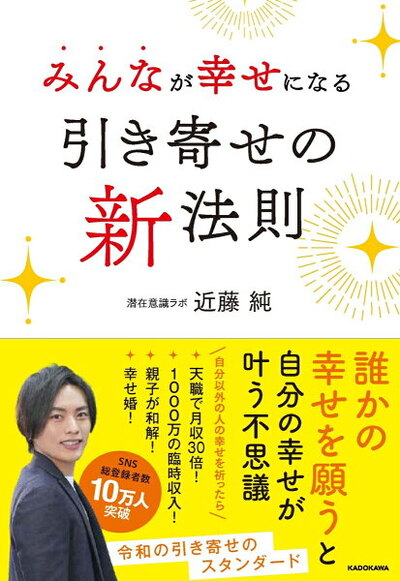 みんなが幸せになる
引き寄せの
新法則
潜在意識ラボ 近藤 純
誰かの
幸せを願うと
自分の幸せが
叶う不思議
自分以外の人の幸せを祈ったら
天職で月収30倍!
1000万の臨時収入!
親子が和解!
幸せ婚!
SNS
総登録者数
10万人
突破
令和の引き寄せの
スタンダード
KADOKAWA